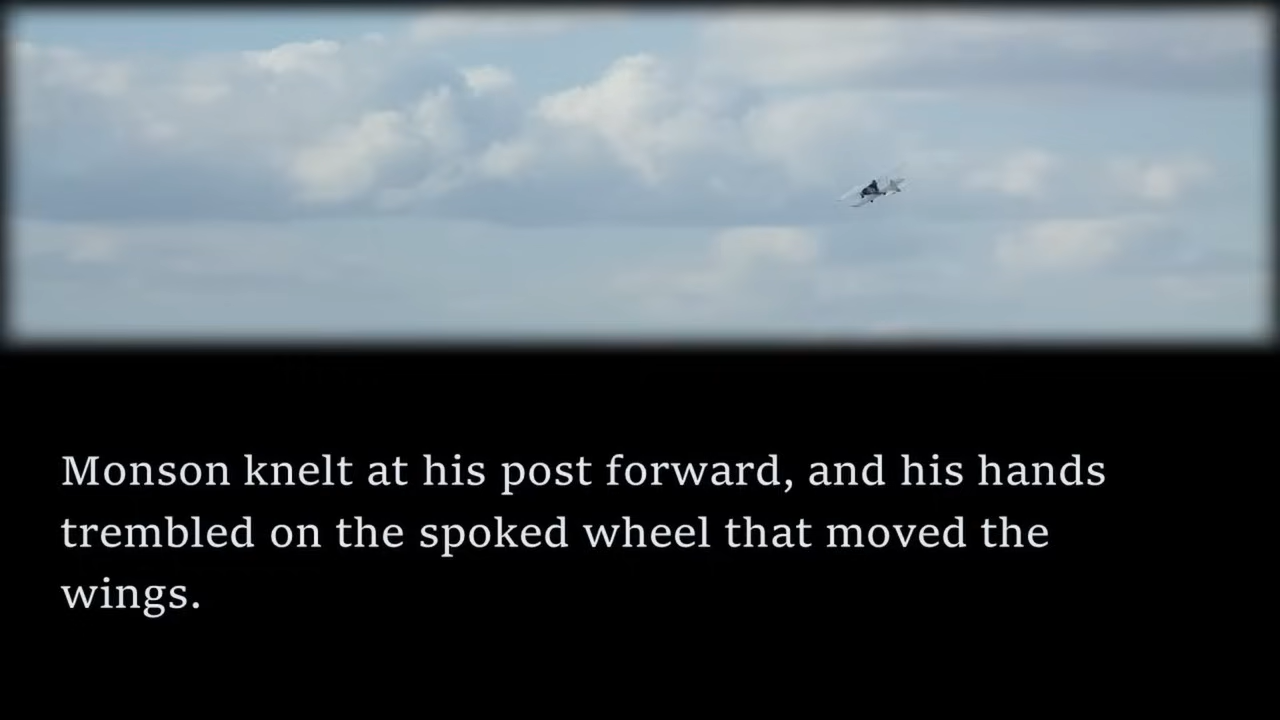 Monson knelt at his post forward, and his hands
trembled on the spoked wheel that moved the
wings.